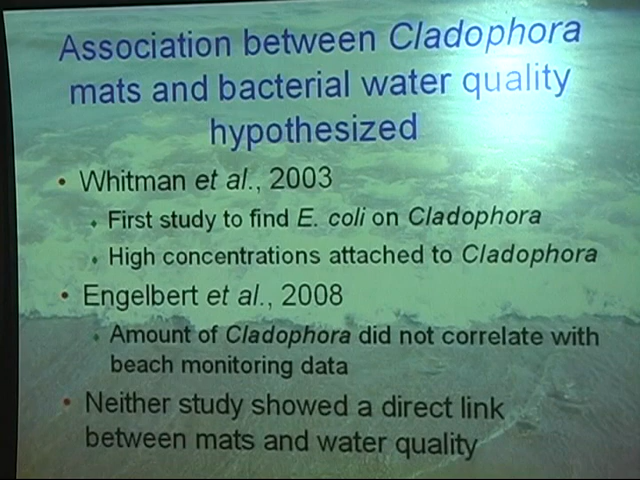 Association between Cladophora
mats and bacterial water quality
hypothesized
• Whitman et al., 2003
♦ First study to find E. coli on Cladophora
♦ High concentrations attached to Cladophora
• Engelbert et al., 2008
♦ Amount of Cladophora did not correlate with
beach monitoring data
• Neither study showed a direct link
between mats and water quality